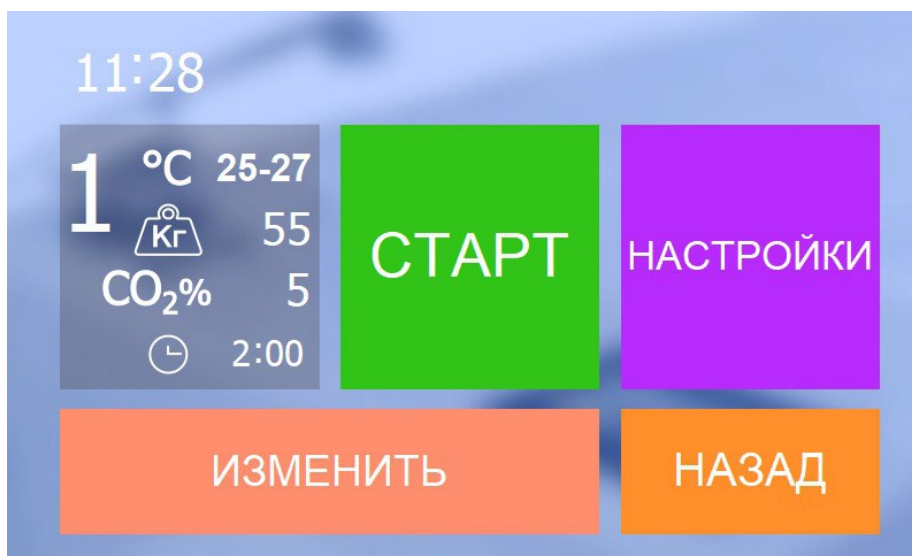 11:28
1 °C 25-27
Кг 55
CO₂% 5
2:00
СТАРТ
НАСТРОЙКИ
ИЗМЕНИТЬ
НАЗАД